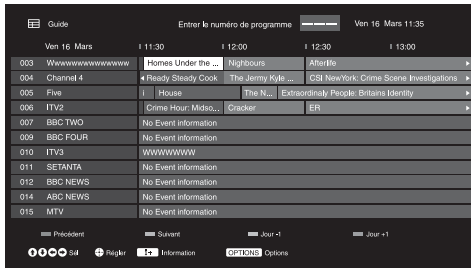 Guide Entrer le numéro de programme — — — Ven 16 Mars 11:35
Ven 16 Mars 11:30 12:00 12:30 13:00
003 Wwwwwwwwwwwww Homes Under the ... Nighbours Afterlife
004 Channel 4 Ready Steady Cook The Jermy Kyle ... CSI NewYork: Crime Scene Investigations
005 Five i House The N... Extraordinaly People: Britains Identity
006 ITV2 Crime Hour: Midso... Cracker ER
007 BBC TWO No Event information
009 BBC FOUR No Event information
010 ITV3 WWWWWWW
011 SETANTA No Event information
012 BBC NEWS No Event information
014 ABC NEWS No Event information
015 MTV No Event information
Précédent Suivant Jour -1 Jour +1
Sél Régler Information OPTIONS Options